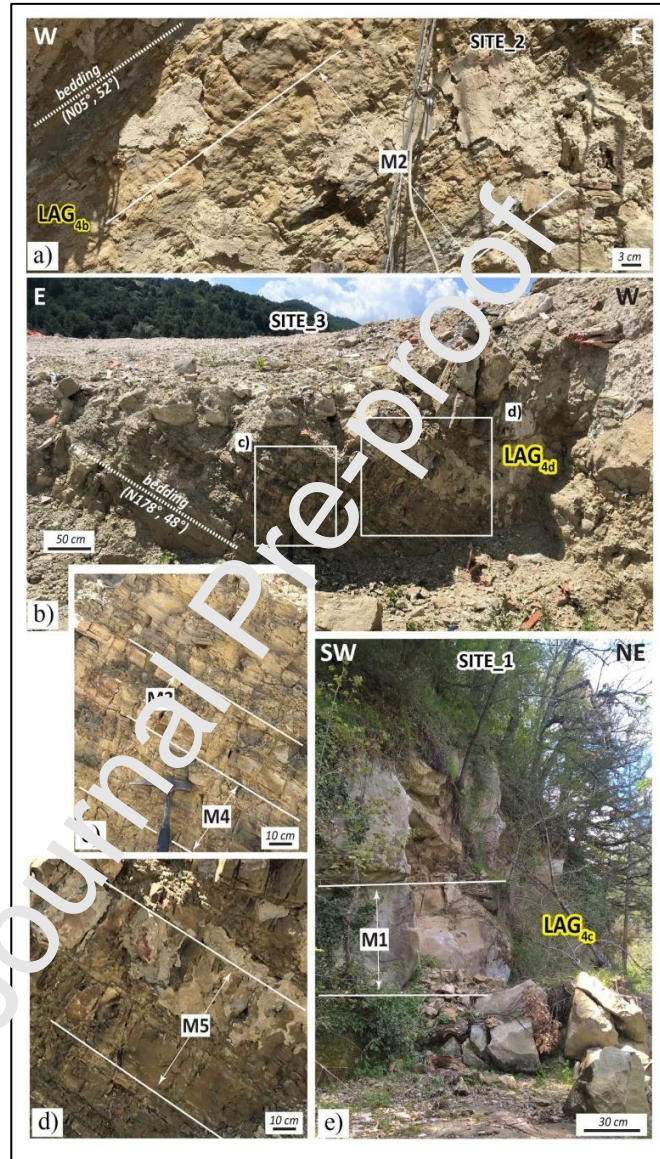 W
SITE_2
E
bedding
(N05°, 52°)
M2
LAG4b
a)
3 cm
E
SITE_3
W
c)
d)
LAG4d
bedding
(N178°, 48°)
50 cm
b)
M4
10 cm
M5
d)
10 cm
SW
SITE_1
NE
M1
LAG4c
e)
30 cm
Journal Pre-proof